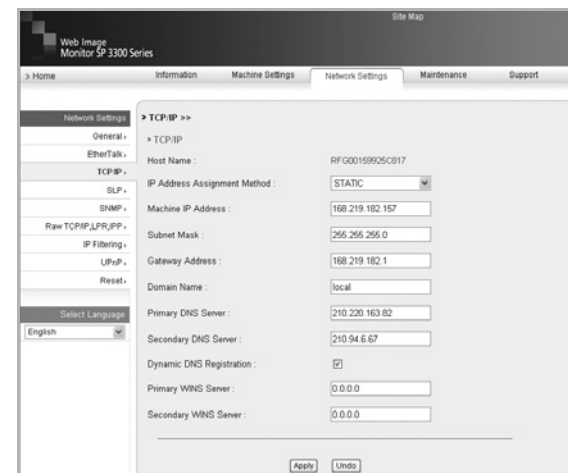 Site Map
Web Image
Monitor SP 3300 Series
> Home
Information
Machine Settings
Network Settings
Maintenance
Support
Network Settings
General
EtherTalk
TCP/IP
SLP
SNMP
Raw TCP/IP,LPR,IPP
IP Filtering
UPnP
Reset
Select Language
English
> TCP/IP >>
TCP/IP
Host Name : RFG00159925C817
IP Address Assignment Method : STATIC
Machine IP Address : 168.219.182.157
Subnet Mask : 255.255.255.0
Gateway Address : 168.219.182.1
Domain Name : local
Primary DNS Server : 210.220.163.82
Secondary DNS Server : 210.94.6.67
Dynamic DNS Registration :
Primary WINS Server : 0.0.0.0
Secondary WINS Server : 0.0.0.0
Apply
Undo